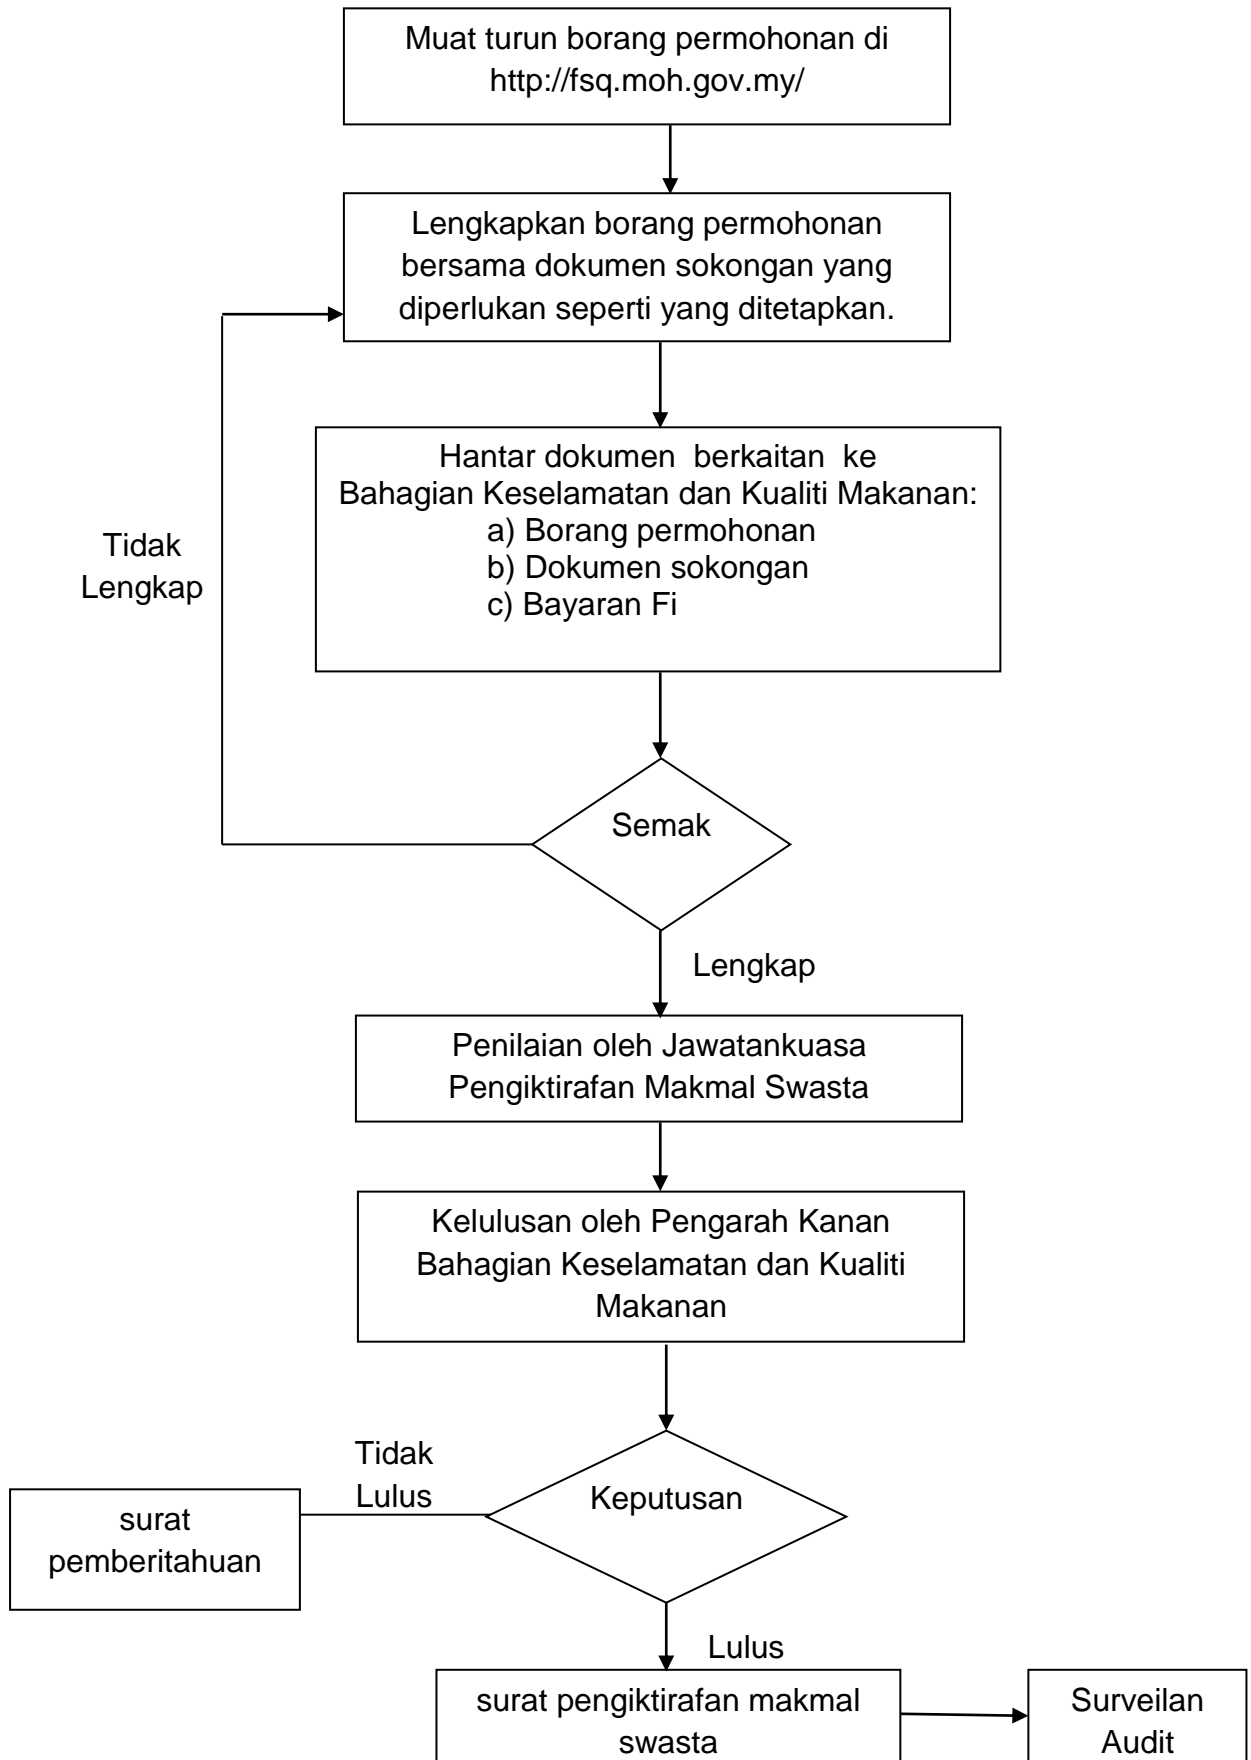 Muat turun borang permohonan di
http://fsq.moh.gov.my/
Lengkapkan borang permohonan
bersama dokumen sokongan yang
diperlukan seperti yang ditetapkan.
Hantar dokumen berkaitan ke
Bahagian Keselamatan dan Kualiti Makanan:
a) Borang permohonan
b) Dokumen sokongan
c) Bayaran Fi
Tidak
Lengkap
Semak
Lengkap
Penilaian oleh Jawatankuasa
Pengiktirafan Makmal Swasta
Kelulusan oleh Pengarah Kanan
Bahagian Keselamatan dan Kualiti
Makanan
Tidak
Lulus
Keputusan
surat
pemberitahuan
Lulus
surat pengiktirafan makmal
swasta
Surveilan
Audit